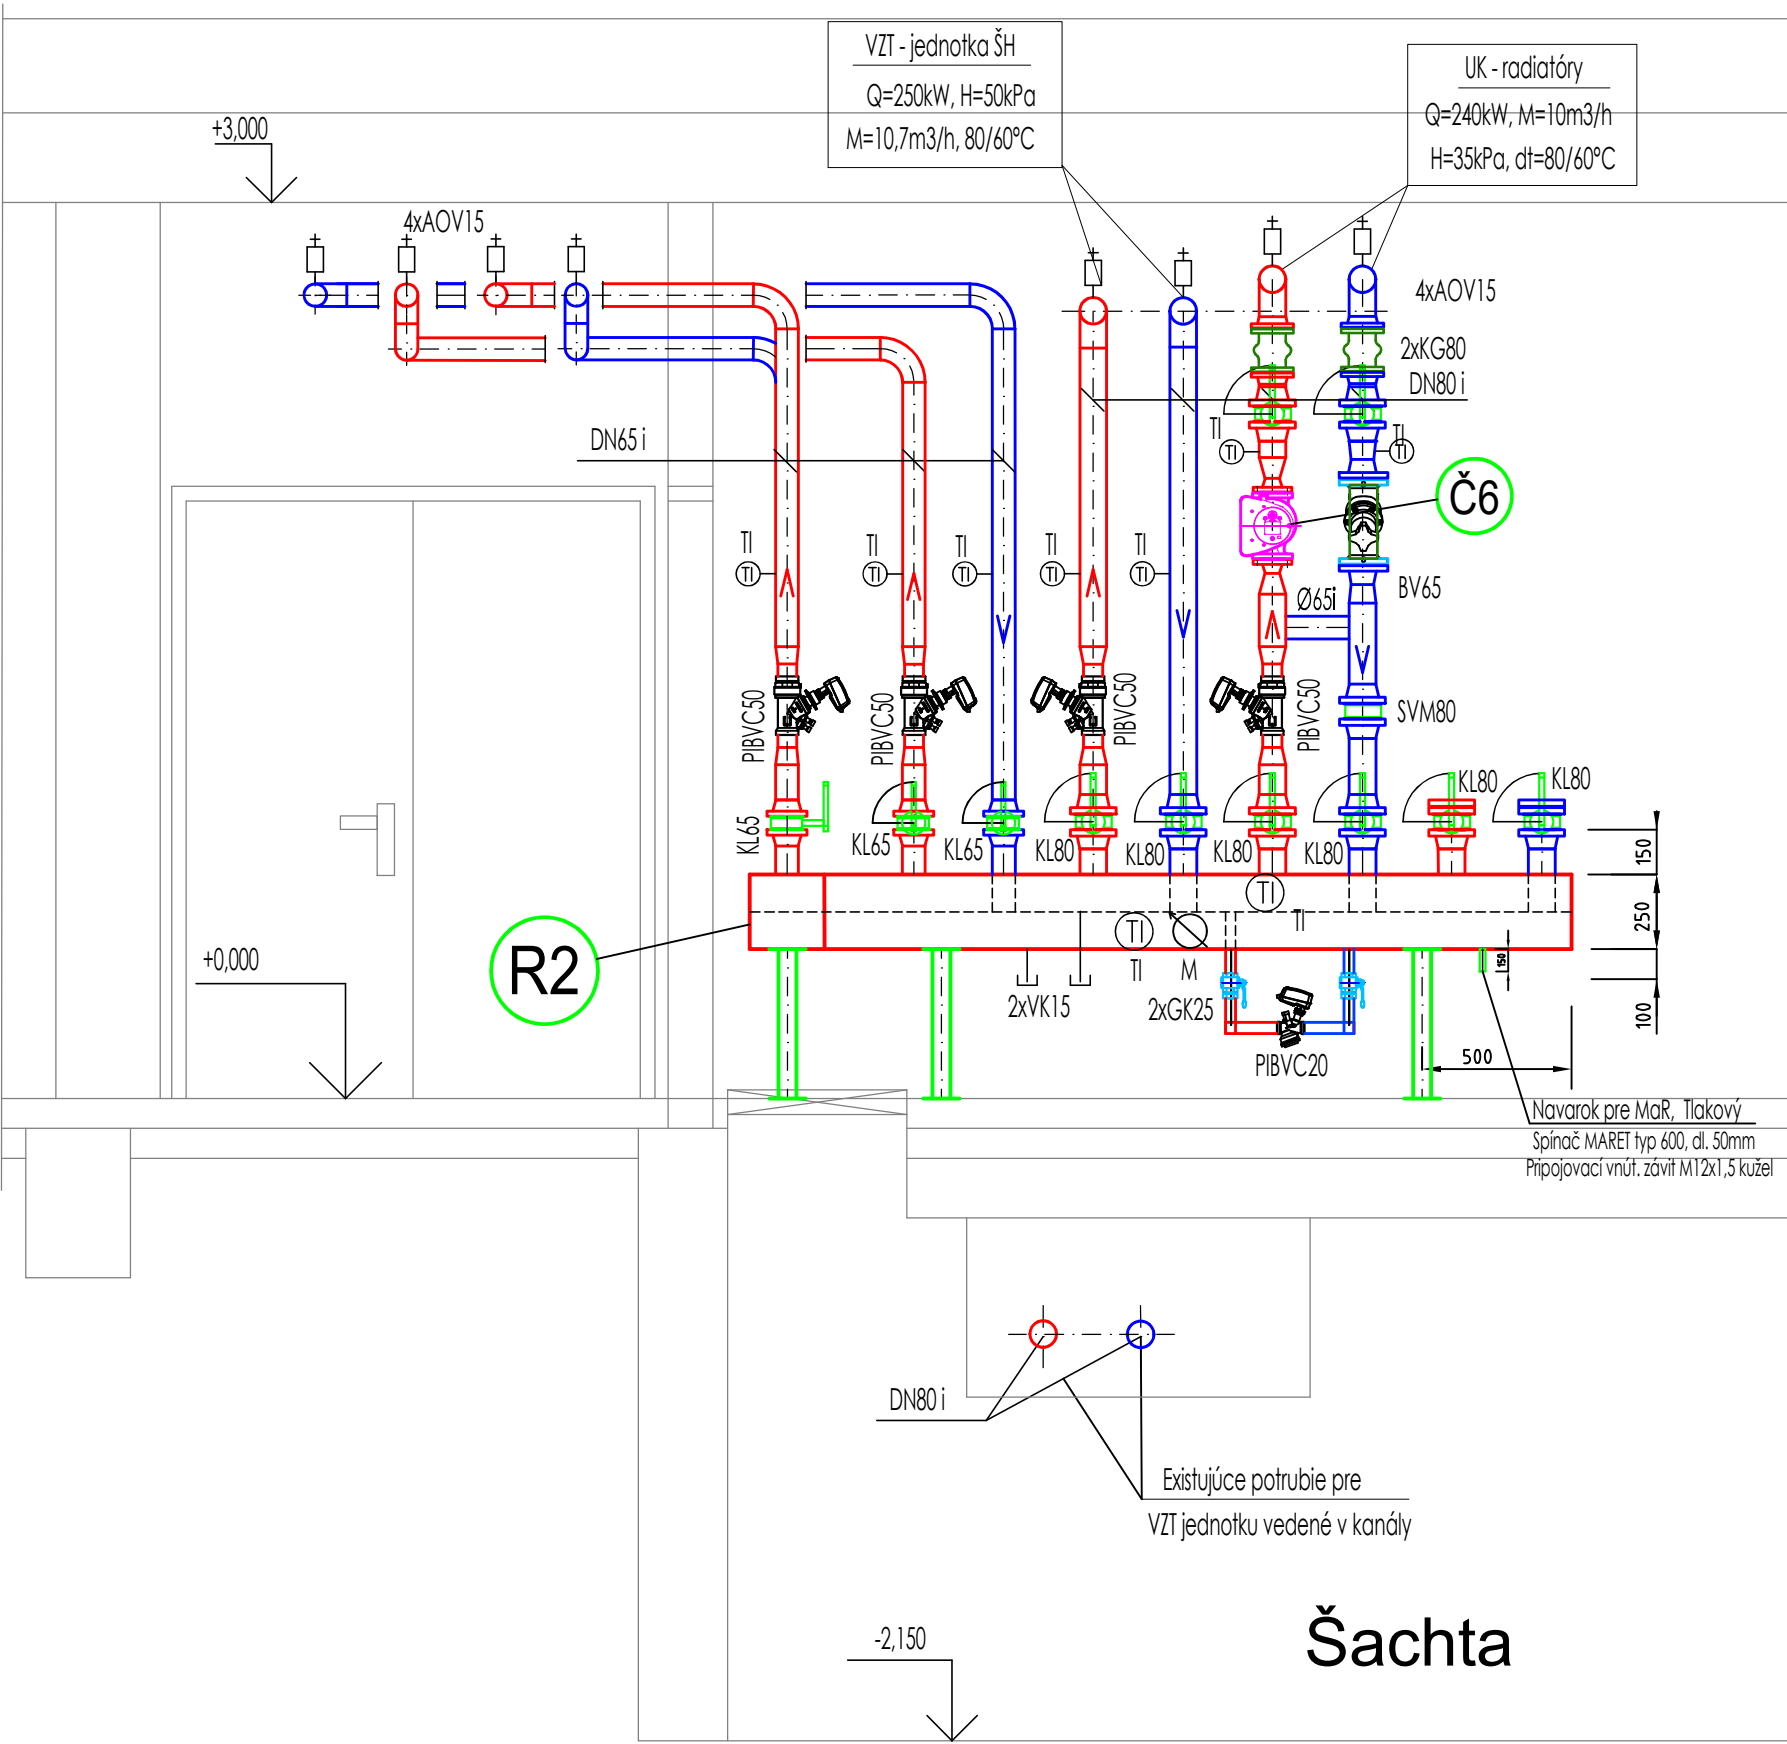 VZT - jednotka ŠH
Q=250kW, H=50kPa
M=10,7m3/h, 80/60°C
UK - radiatóry
Q=240kW, M=10m3/h
H=35kPa, dt=80/60°C
+3,000
4xAOV15
4xAOV15
2xKG80
DN80 i
DN65 i
TI
TI
TI
TI
Č6
TI
TI
TI
TI
TI
TI
TI
TI
TI
TI
BV65
Ø65i
PIBVC50
PIBVC50
PIBVC50
PIBVC50
SVM80
KL80
KL80
KL65
KL65
KL65
KL80
KL80
KL80
KL80
150
250
100
150
500
TI
TI
TI
TI
M
R2
+0,000
2xVK15
2xGK25
PIBVC20
Navarok pre MaR, Tlakový
Spínač MARET typ 600, dl. 50mm
Pripojovací vnút. závit M12x1,5 kužel
DN80 i
Existujúce potrubie pre
VZT jednotku vedené v kanály
-2,150
Šachta